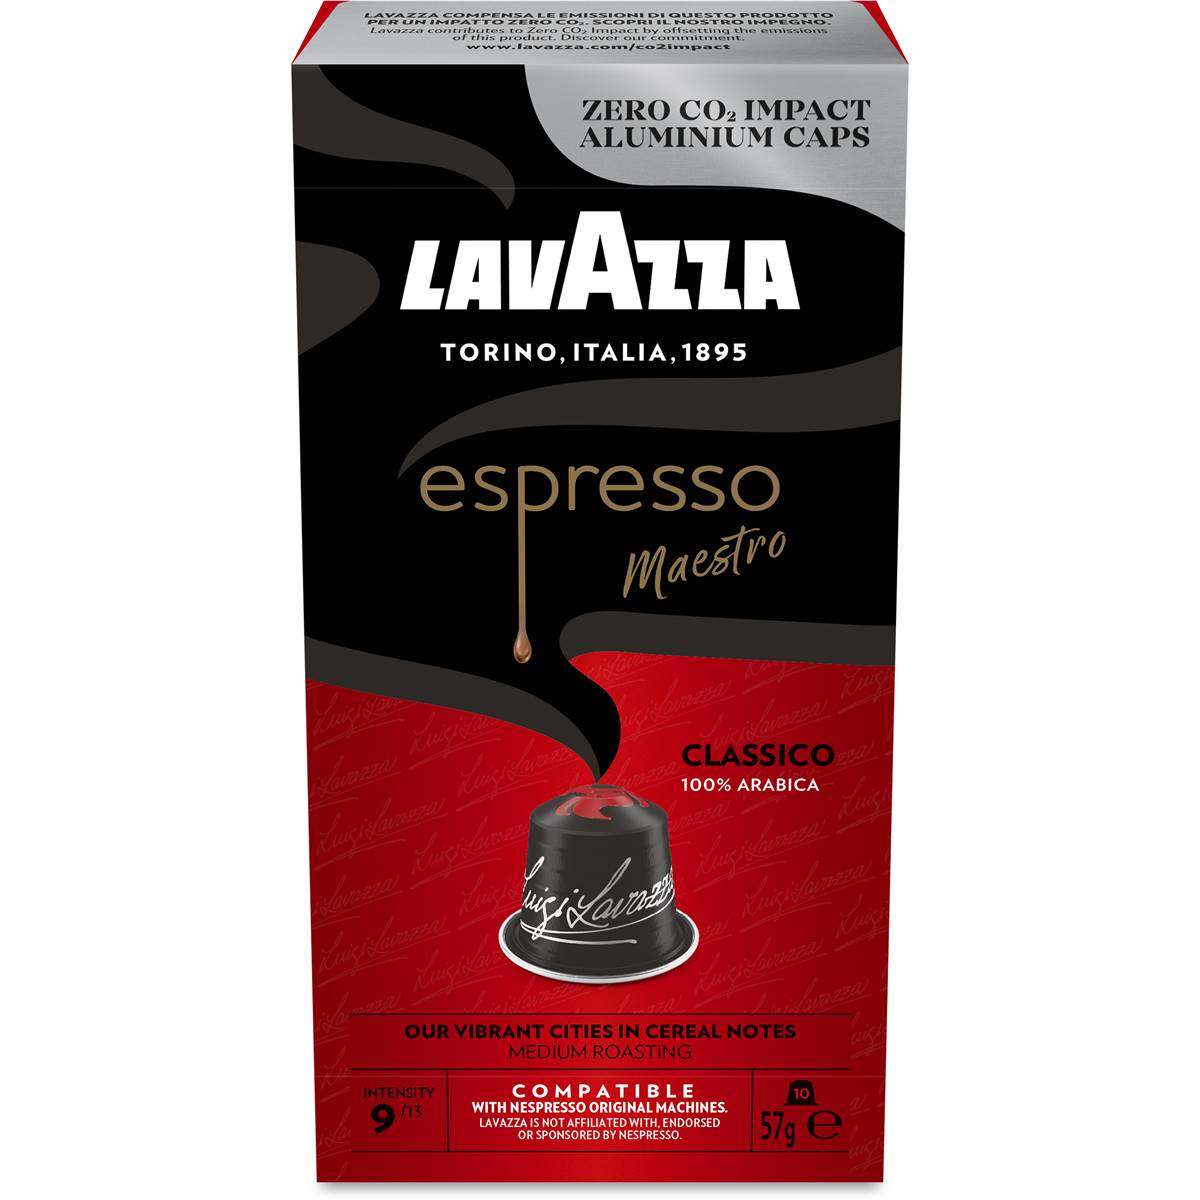 LAVAZZA COMPENSA LE EMISSIONI DI QUESTO PRODOTTO
PER UN IMPATTO ZERO CO₂. SCOPRI IL NOSTRO IMPEGNO.
Lavazza contributes to Zero CO₂ Impact by offsetting the emissions
of this product. Discover our commitment.
www.lavazza.com/co2impact
ZERO CO₂ IMPACT
ALUMINIUM CAPS
LAVAZZA
TORINO, ITALIA, 1895
espresso
Maestro
CLASSICO
100% ARABICA
Luigi Lavazza
OUR VIBRANT CITIES IN CEREAL NOTES
MEDIUM ROASTING
INTENSITY
9/13
COMPATIBLE
WITH NESPRESSO ORIGINAL MACHINES.
LAVAZZA IS NOT AFFILIATED WITH, ENDORSED
OR SPONSORED BY NESPRESSO.
10
57g ℮